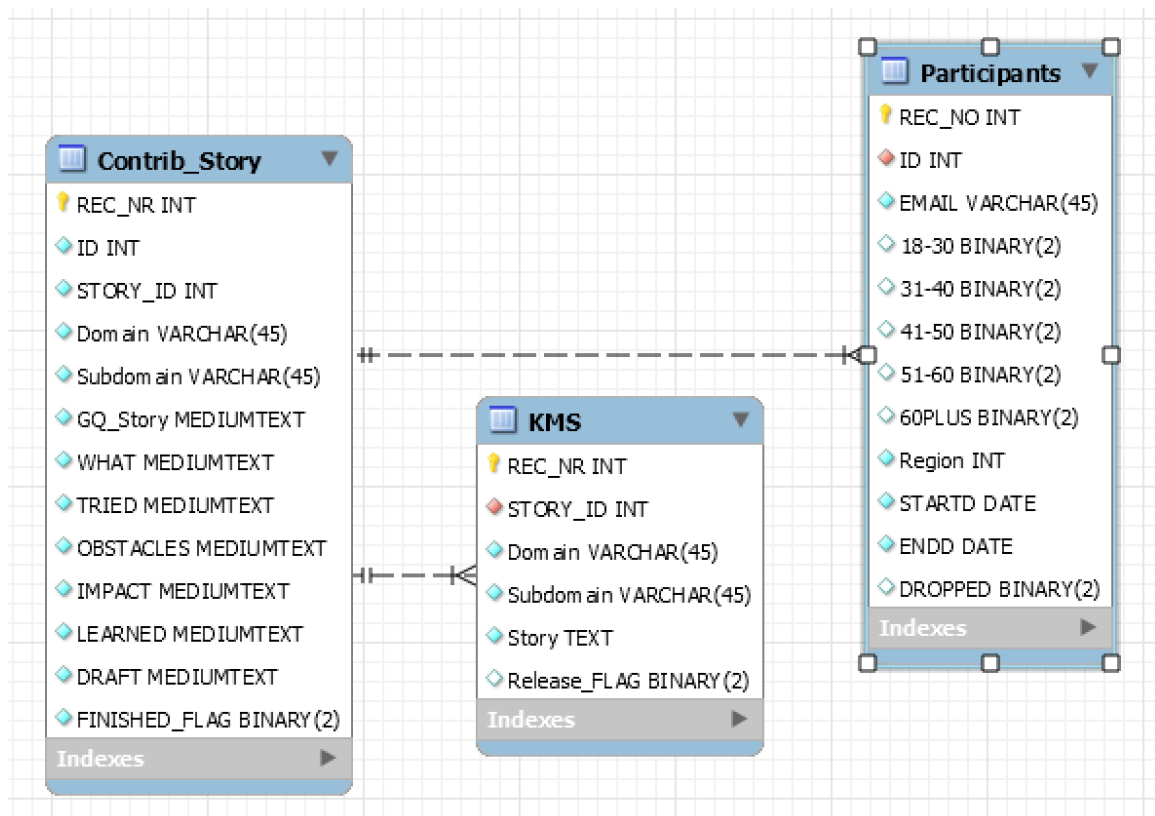 Contrib_Story
REC_NR INT
ID INT
STORY_ID INT
Domain VARCHAR(45)
Subdomain VARCHAR(45)
GQ_Story MEDIUMTEXT
WHAT MEDIUMTEXT
TRIED MEDIUMTEXT
OBSTACLES MEDIUMTEXT
IMPACT MEDIUMTEXT
LEARNED MEDIUMTEXT
DRAFT MEDIUMTEXT
FINISHED_FLAG BINARY(2)
Indexes
KMS
REC_NR INT
STORY_ID INT
Domain VARCHAR(45)
Subdomain VARCHAR(45)
Story TEXT
Release_FLAG BINARY(2)
Indexes
Participants
REC_NO INT
ID INT
EMAIL VARCHAR(45)
18-30 BINARY(2)
31-40 BINARY(2)
41-50 BINARY(2)
51-60 BINARY(2)
60PLUS BINARY(2)
Region INT
STARTD DATE
ENDD DATE
DROPPED BINARY(2)
Indexes